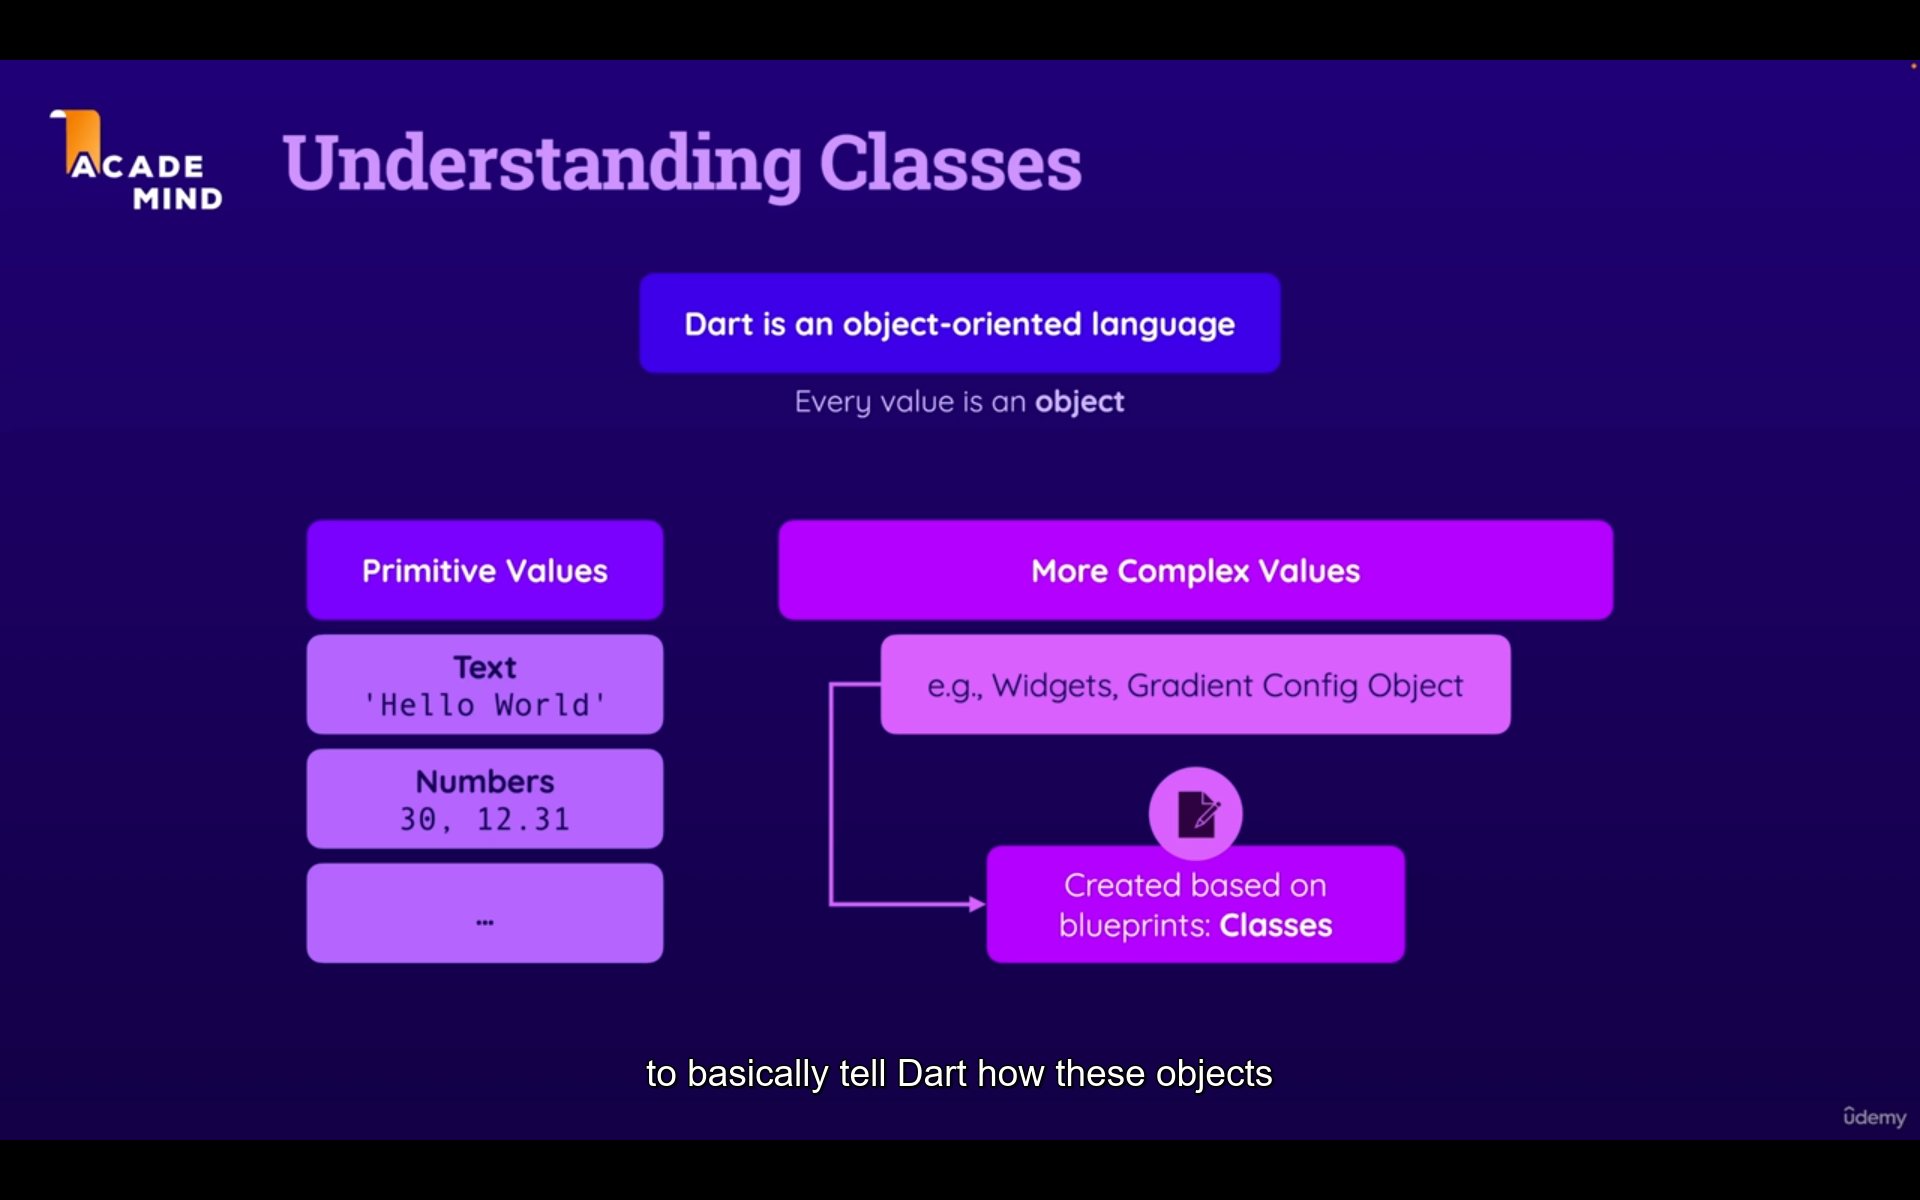 ACADE
MIND
Understanding Classes
Dart is an object-oriented language
Every value is an object
Primitive Values
Text
'Hello World'
Numbers
30, 12.31
...
More Complex Values
e.g., Widgets, Gradient Config Object
Created based on
blueprints: Classes
to basically tell Dart how these objects
ûdemy